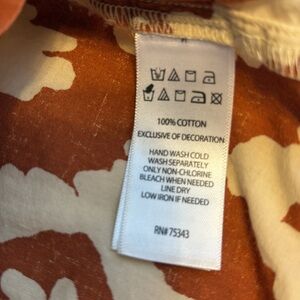 100% COTTON
EXCLUSIVE OF DECORATION
HAND WASH COLD
WASH SEPARATELY
ONLY NON-CHLORINE
BLEACH WHEN NEEDED
LINE DRY
LOW IRON IF NEEDED
RN# 75343